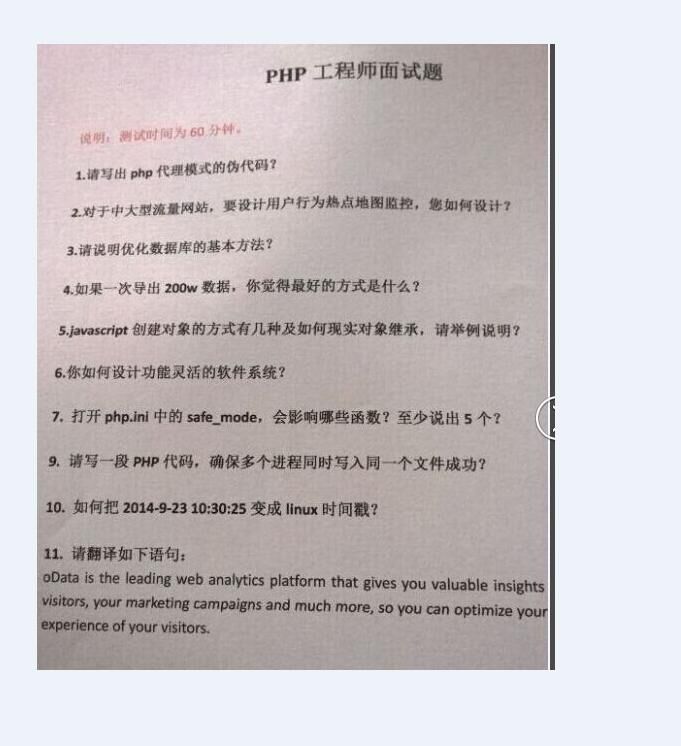 PHP 工程师面试题
说明：测试时间为 60 分钟。
1.请写出 php 代理模式的伪代码？
2.对于中大型流量网站，要设计用户行为热点地图监控，您如何设计？
3.请说明优化数据库的基本方法？
4.如果一次导出 200w 数据，你觉得最好的方式是什么？
5.javascript 创建对象的方式有几种及如何现实对象继承，请举例说明？
6.你如何设计功能灵活的软件系统？
7. 打开 php.ini 中的 safe_mode，会影响哪些函数？至少说出 5 个？
9. 请写一段 PHP 代码，确保多个进程同时写入同一个文件成功？
10. 如何把 2014-9-23 10:30:25 变成 linux 时间戳？
11. 请翻译如下语句：
oData is the leading web analytics platform that gives you valuable insights
visitors, your marketing campaigns and much more, so you can optimize your
experience of your visitors.